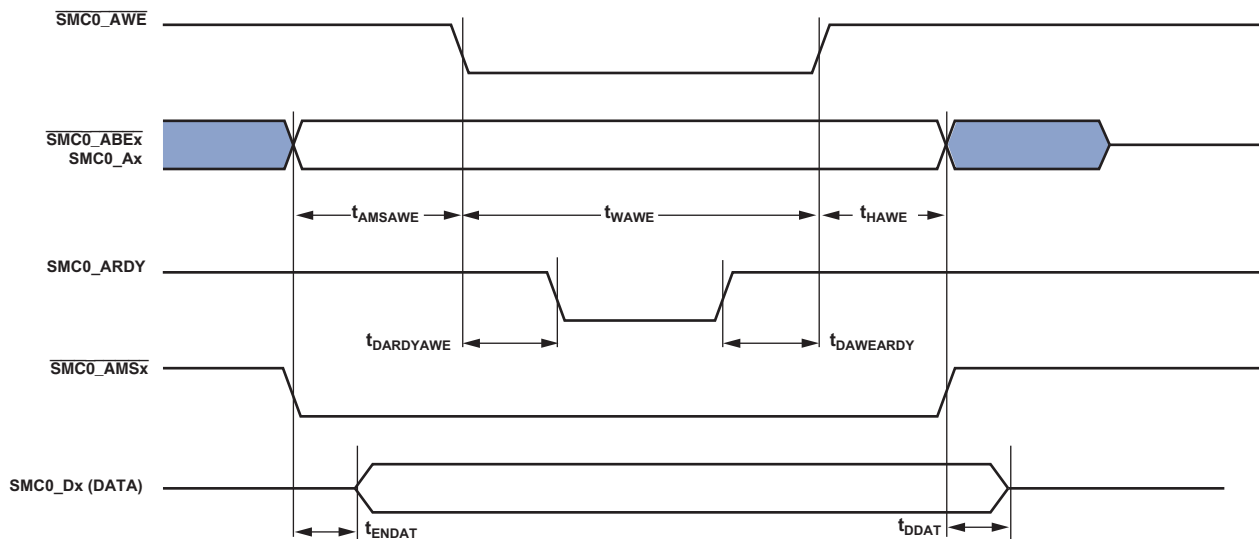 SMC0_AWE
SMC0_ABEx
SMC0_Ax
tAMSAWE
tWAWE
tHAWE
SMC0_ARDY
tDARDYAWE
tDAWEARDY
SMC0_AMSx
SMC0_Dx (DATA)
tENDAT
tDDAT